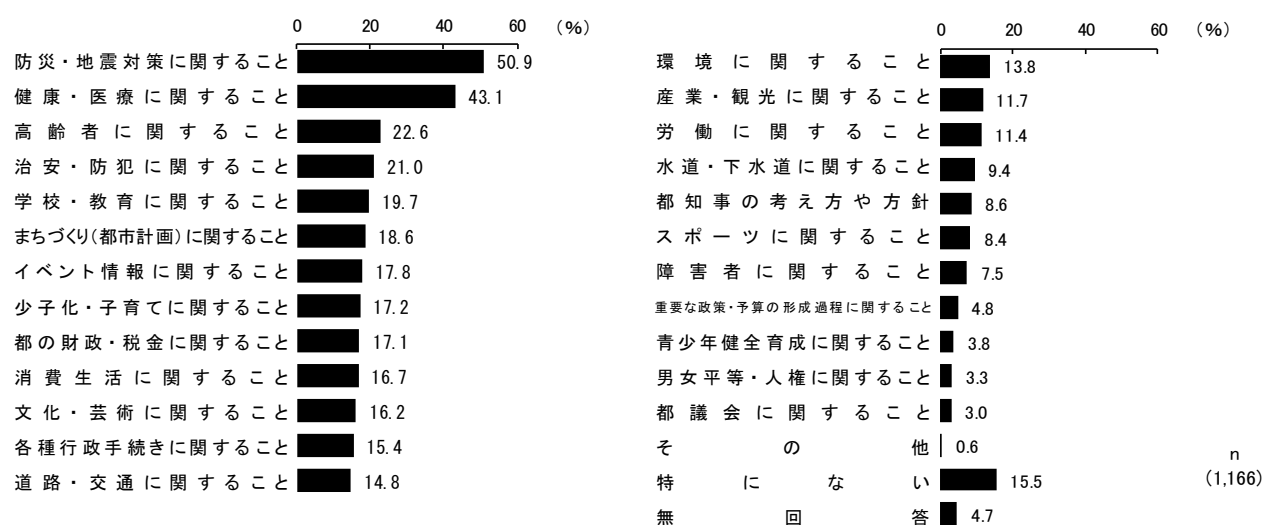 0 20 40 60 (%)
防災・地震対策に関すること 50.9
健康・医療に関すること 43.1
高齢者に関すること 22.6
治安・防犯に関すること 21.0
学校・教育に関すること 19.7
まちづくり(都市計画)に関すること 18.6
イベント情報に関すること 17.8
少子化・子育てに関すること 17.2
都の財政・税金に関すること 17.1
消費生活に関すること 16.7
文化・芸術に関すること 16.2
各種行政手続きに関すること 15.4
道路・交通に関すること 14.8
0 20 40 60 (%)
環境に関すること 13.8
産業・観光に関すること 11.7
労働に関すること 11.4
水道・下水道に関すること 9.4
都知事の考え方や方針 8.6
スポーツに関すること 8.4
障害者に関すること 7.5
重要な政策・予算の形成過程に関すること 4.8
青少年健全育成に関すること 3.8
男女平等・人権に関すること 3.3
都議会に関すること 3.0
その他 0.6
特にない 15.5
無回答 4.7
n
(1,166)